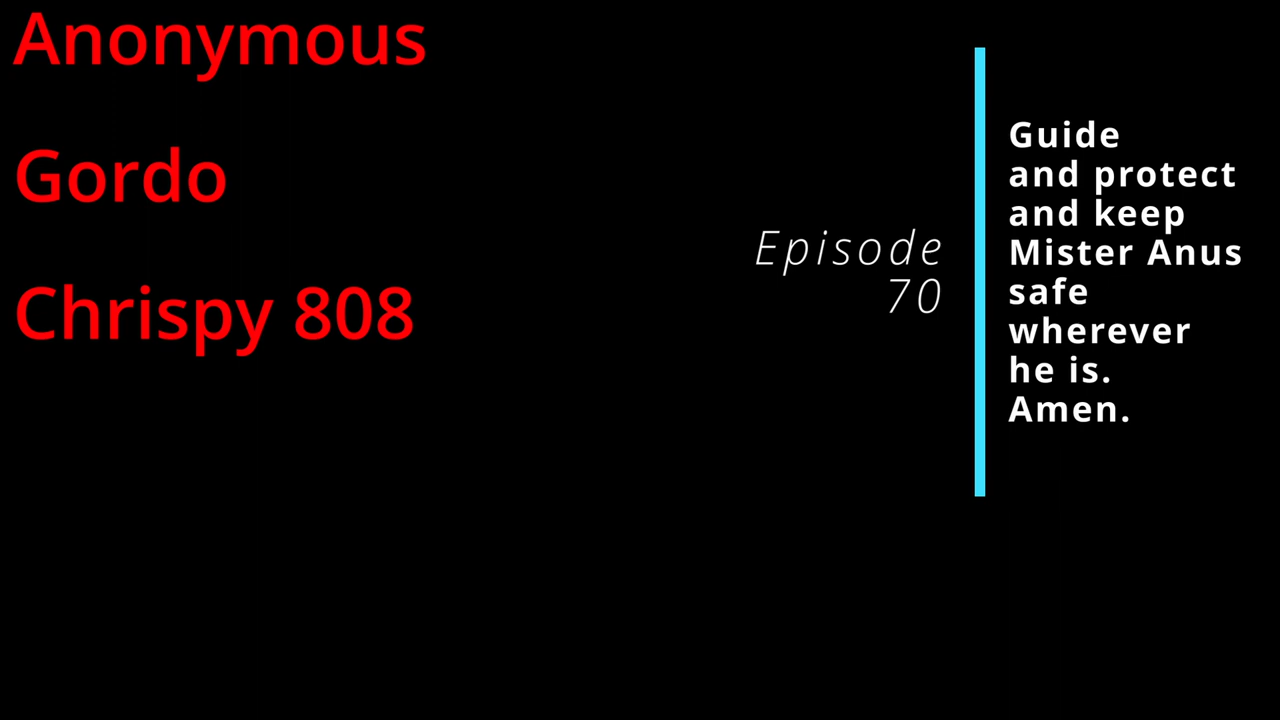 Anonymous
Gordo
Chrispy 808
Episode
70
Guide
and protect
and keep
Mister Anus
safe
wherever
he is.
Amen.